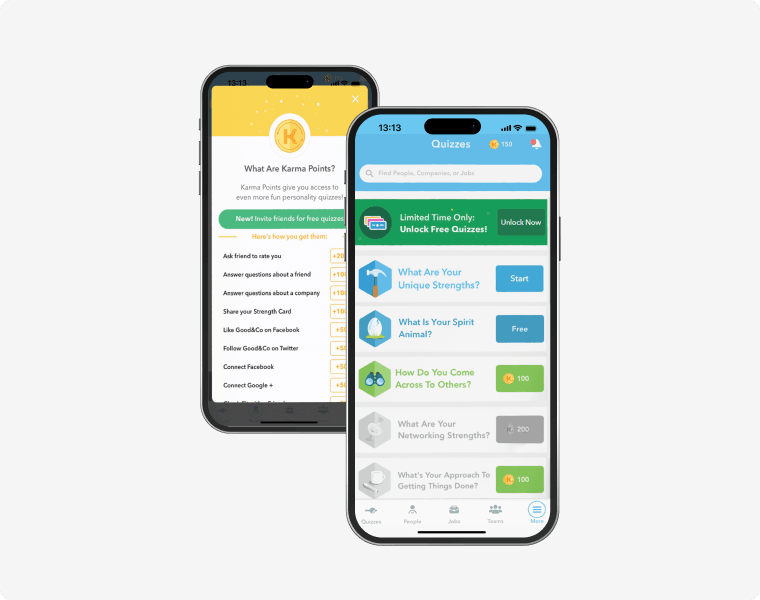 13:13
What Are Karma Points?
Karma Points give you access to
even more fun personality quizzes!
New! Invite friends for free quizzes
Here's how you get them:
Ask friend to rate you
Answer questions about a friend
+100
Answer questions about a company
+100
Share your Strength Card
+100
Like Good&Co on Facebook
+50
Follow Good&Co on Twitter
+50
Connect Facebook
+50
Connect Google +
+50
13:13
Quizzes
K 150
Find People, Companies, or Jobs
Limited Time Only:
Unlock Free Quizzes!
Unlock Now
What Are Your
Unique Strengths?
Start
What Is Your Spirit
Animal?
Free
How Do You Come
Across To Others?
K 100
What Are Your
Networking Strengths?
K 200
What's Your Approach To
Getting Things Done?
K 100
Quizzes
People
Jobs
Teams
More